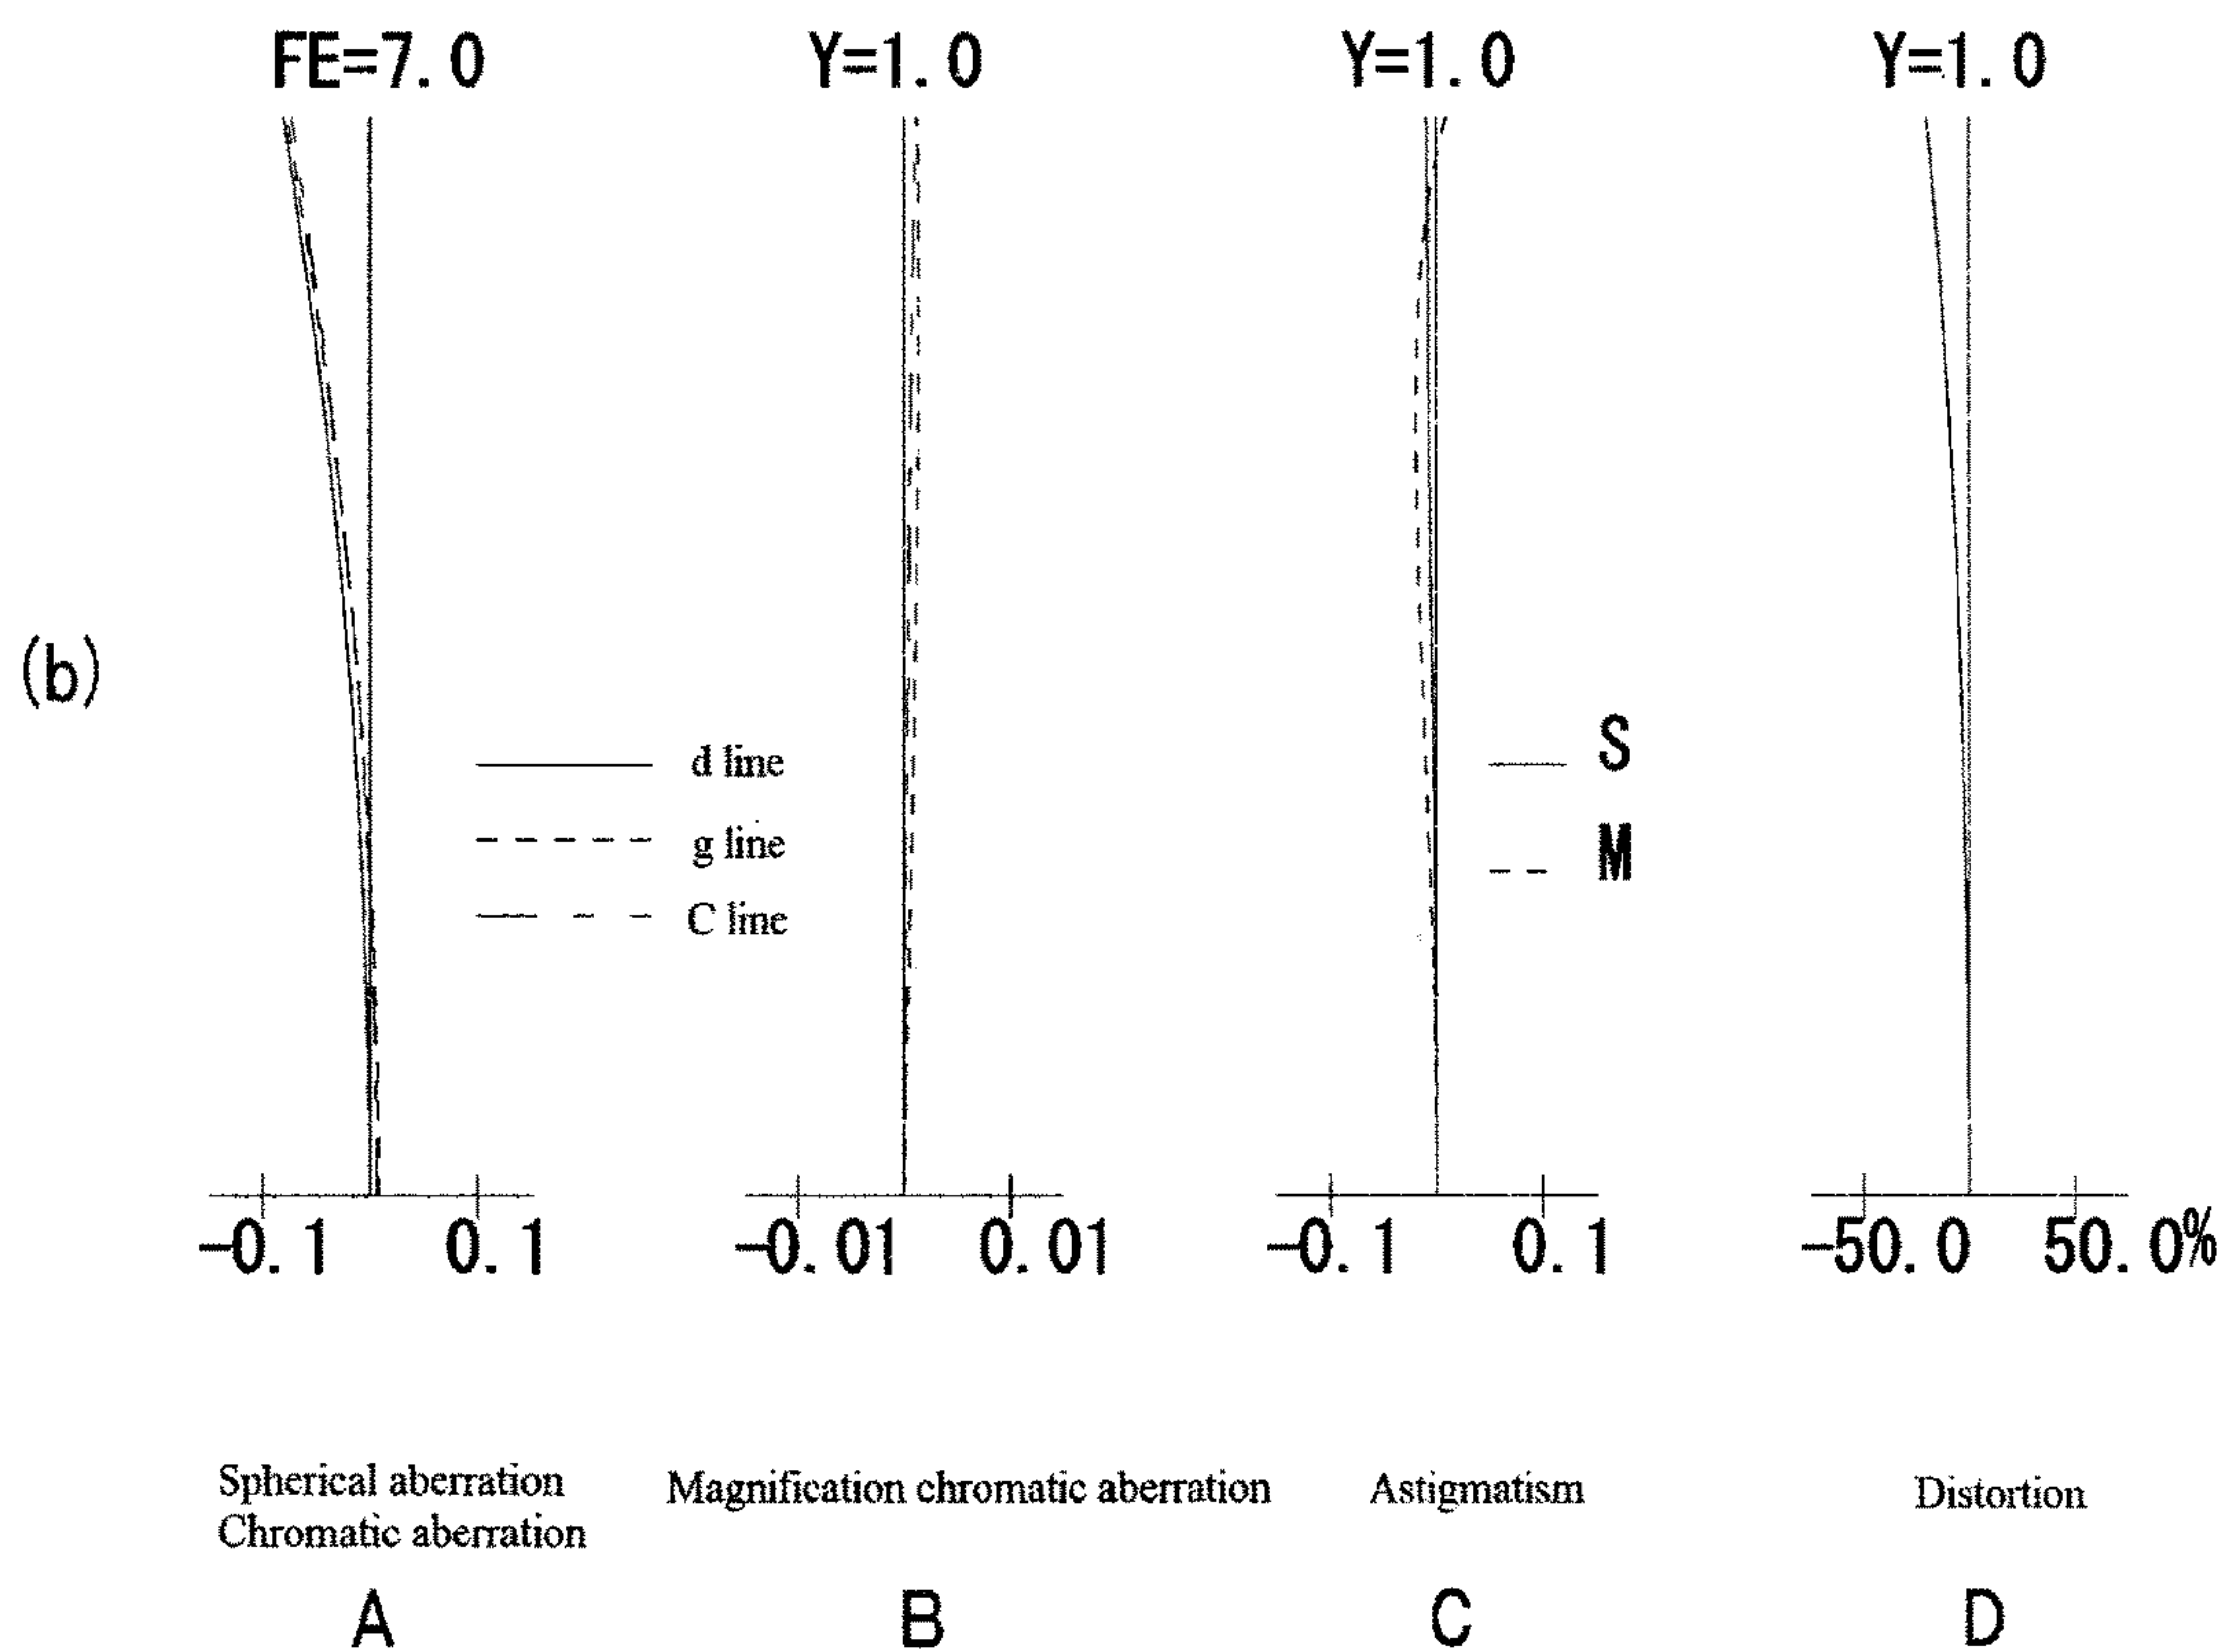 FE=7.0
Y=1.0
Y=1.0
Y=1.0
(b)
d line
g line
C line
S
M
-0.1
0.1
-0.01
0.01
-0.1
0.1
-50.0
50.0%
Spherical aberration
Chromatic aberration
Magnification chromatic aberration
Astigmatism
Distortion
A
B
C
D